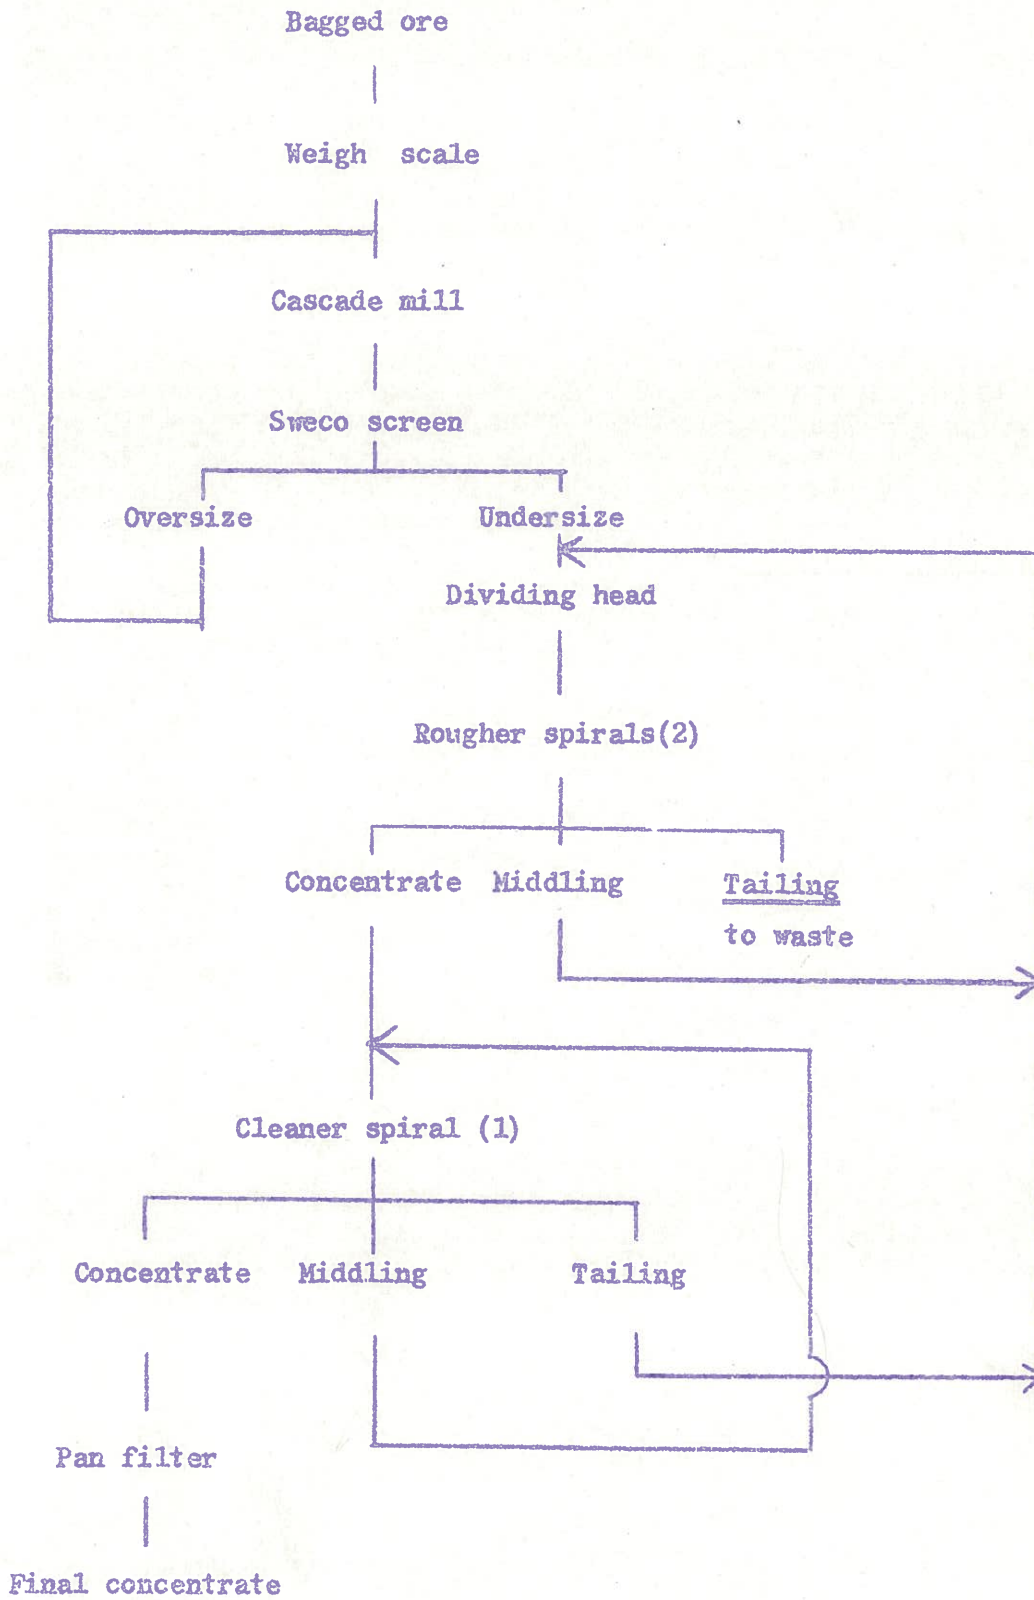 Bagged ore
Weigh scale
Cascade mill
Sweco screen
Oversize Undersize
Dividing head
Rougher spirals(2)
Concentrate Middling Tailing
to waste
Cleaner spiral (1)
Concentrate Middling Tailing
Pan filter
Final concentrate